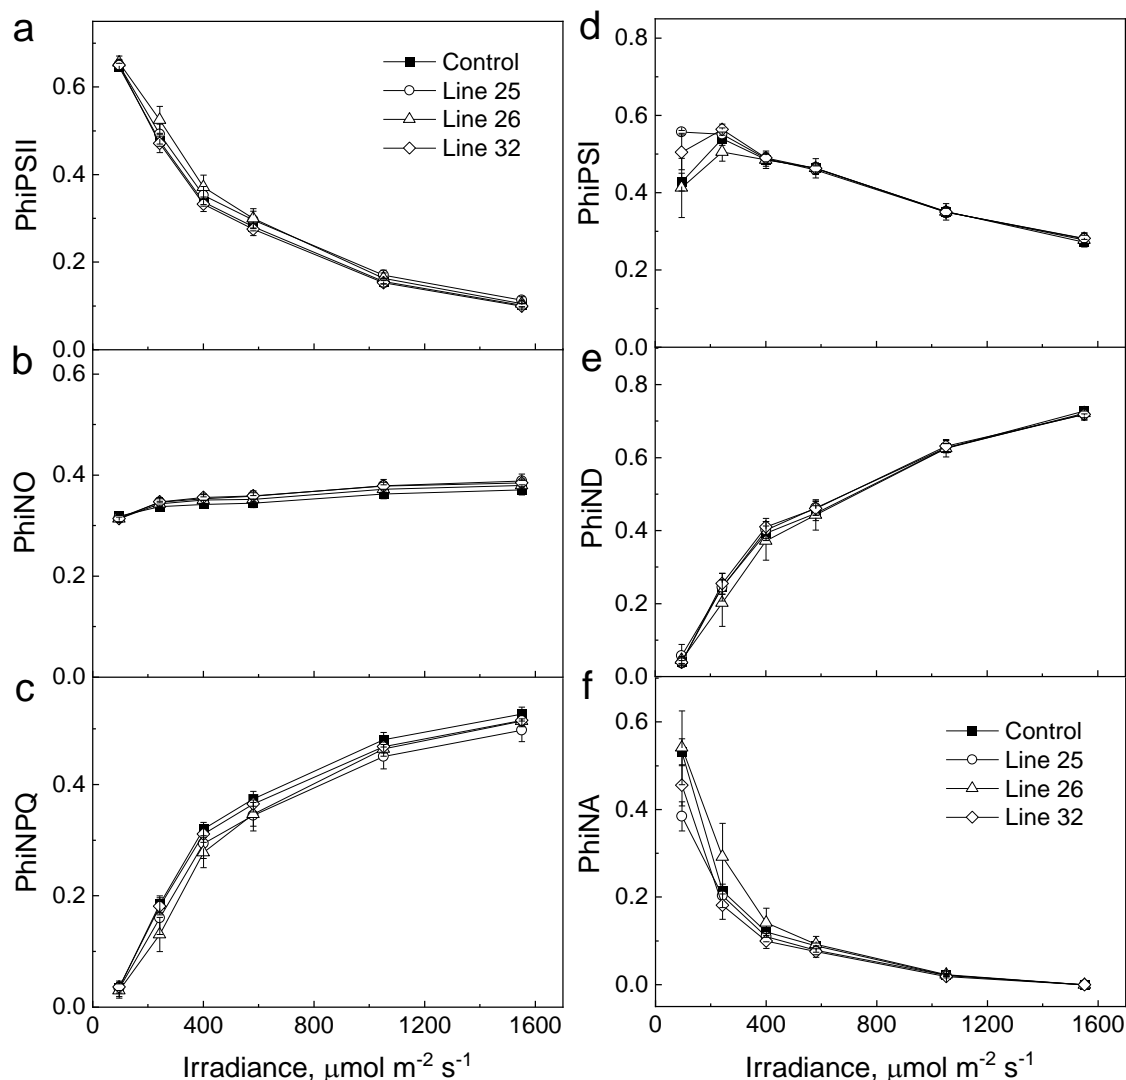 a
PhiPSII
0.6
0.4
0.2
0.0
Control
Line 25
Line 26
Line 32
b
PhiNO
0.6
0.4
0.2
0.0
c
PhiNPQ
0.4
0.2
0.0
0 400 800 1200 1600
Irradiance, μmol m-2 s-1
d
PhiPSI
0.8
0.6
0.4
0.2
0.0
e
PhiND
0.8
0.6
0.4
0.2
0.0
f
PhiNA
0.6
0.4
0.2
0.0
Control
Line 25
Line 26
Line 32
0 400 800 1200 1600
Irradiance, μmol m-2 s-1